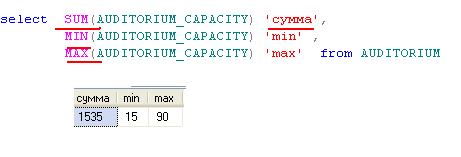 select SUM(AUDITORIUM_CAPACITY) 'сумма',
MIN(AUDITORIUM_CAPACITY) 'min' ,
MAX(AUDITORIUM_CAPACITY) 'max' from AUDITORIUM
сумма min max
1535 15 90